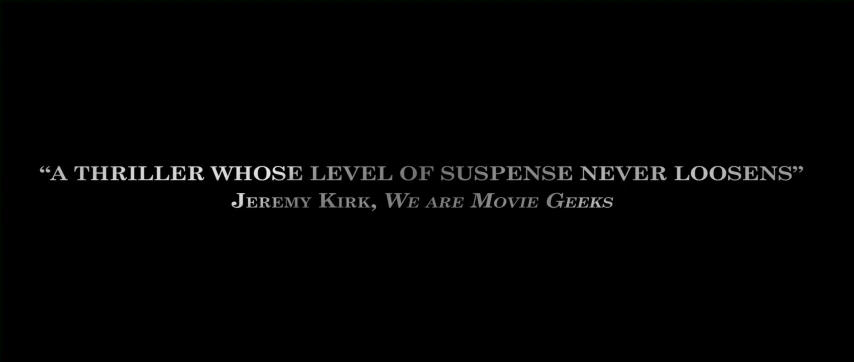 “A THRILLER WHOSE LEVEL OF SUSPENSE NEVER LOOSENS”
JEREMY KIRK, WE ARE MOVIE GEEKS